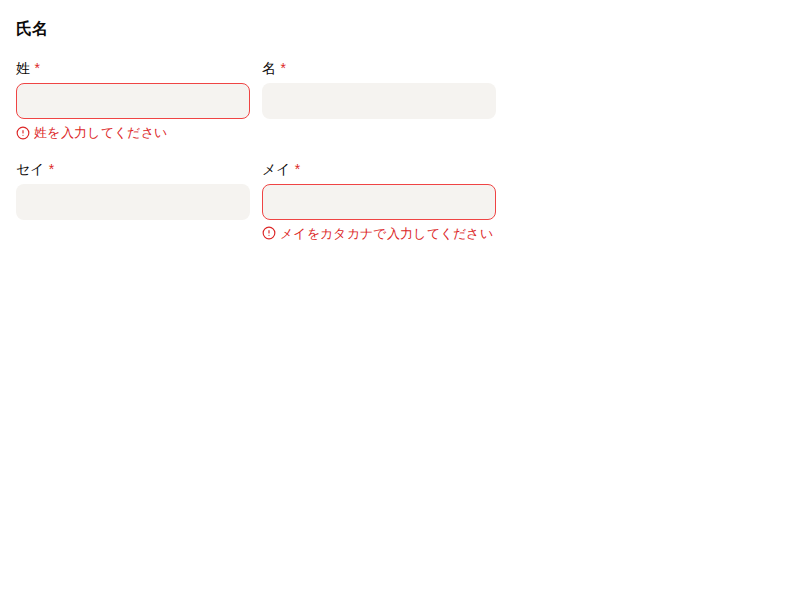 氏名
姓 * 名 *
姓を入力してください
セイ * メイ *
メイをカタカナで入力してください